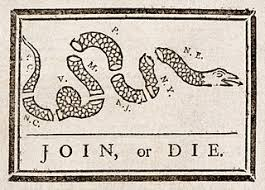 P.
N. E.
M.
V.
N. Y.
N. J.
N. C.
JOIN, or DIE.